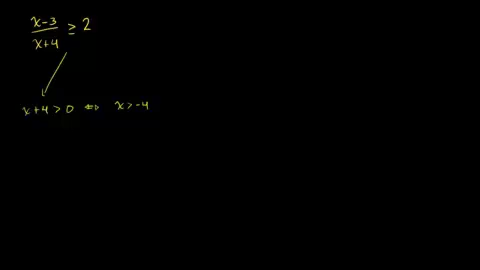 x-3/x+4 ≥ 2
x+4 > 0 ⇔ x > -4